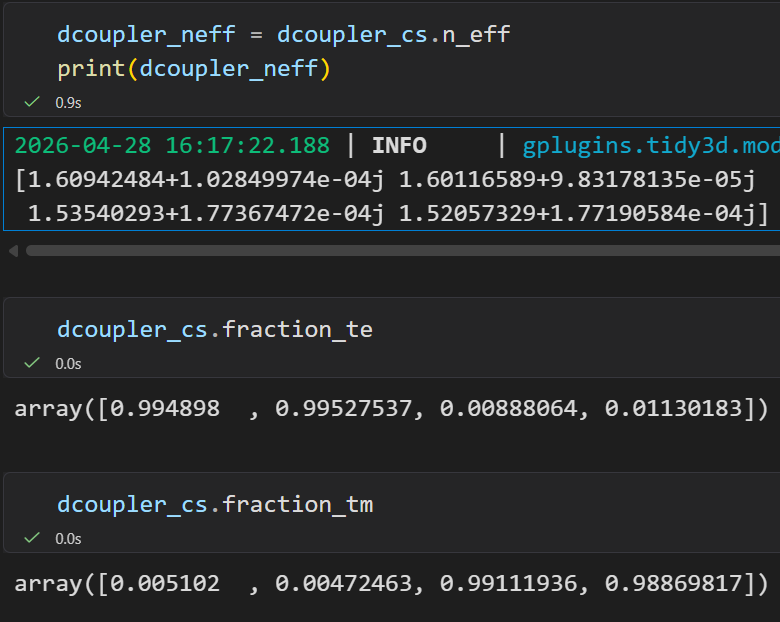 dcoupler_neff = dcoupler_cs.n_eff
print(dcoupler_neff)
0.9s
2026-04-28 16:17:22.188 | INFO     | gplugins.tidy3d.mod
[1.60942484+1.02849974e-04j 1.60116589+9.83178135e-05j
 1.53540293+1.77367472e-04j 1.52057329+1.77190584e-04j]
dcoupler_cs.fraction_te
0.0s
array([0.994898  , 0.99527537, 0.00888064, 0.01130183])
dcoupler_cs.fraction_tm
0.0s
array([0.005102  , 0.00472463, 0.99111936, 0.98869817])